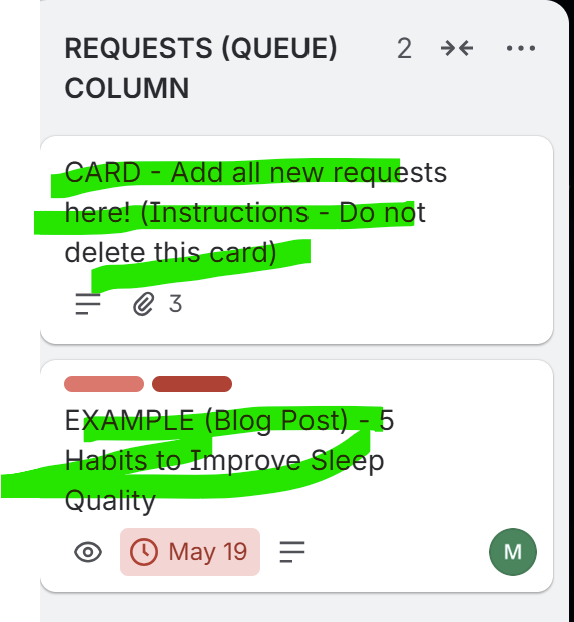 REQUESTS (QUEUE) 2
COLUMN
CARD - Add all new requests
here! (Instructions - Do not
delete this card)
3
EXAMPLE (Blog Post) - 5
Habits to Improve Sleep
Quality
May 19
M